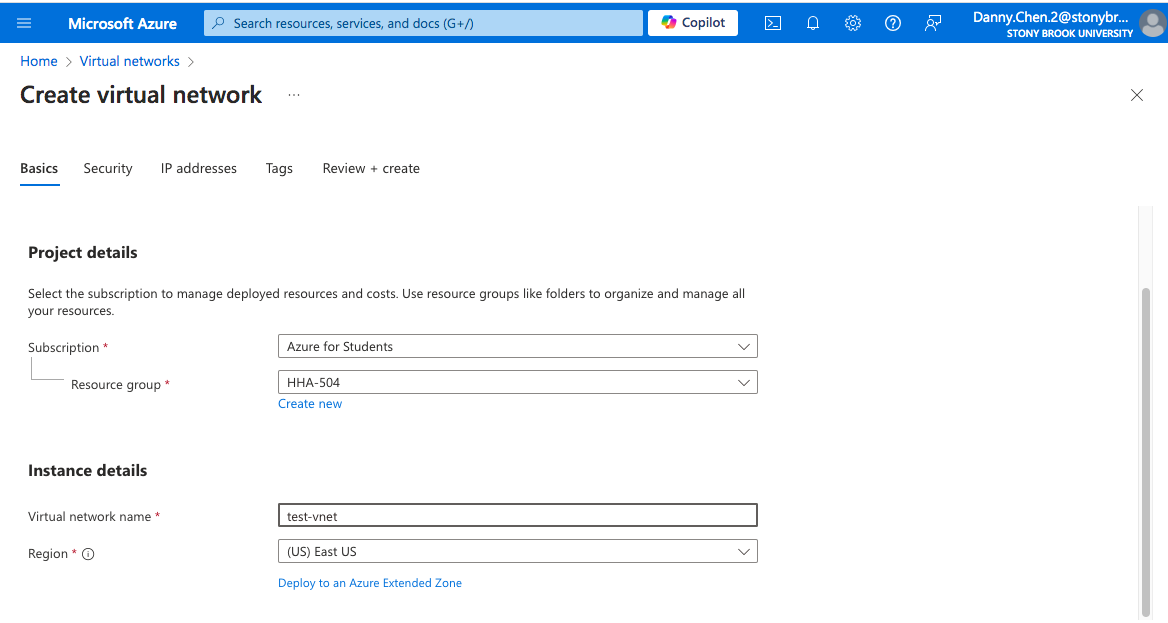 Microsoft Azure
Search resources, services, and docs (G+/)
Copilot
Danny.Chen.2@stonybr...
STONY BROOK UNIVERSITY
Home > Virtual networks >
Create virtual network ...
Basics Security IP addresses Tags Review + create
Project details
Select the subscription to manage deployed resources and costs. Use resource groups like folders to organize and manage all
your resources.
Subscription * Azure for Students
Resource group * HHA-504
Create new
Instance details
Virtual network name * test-vnet
Region * (US) East US
Deploy to an Azure Extended Zone